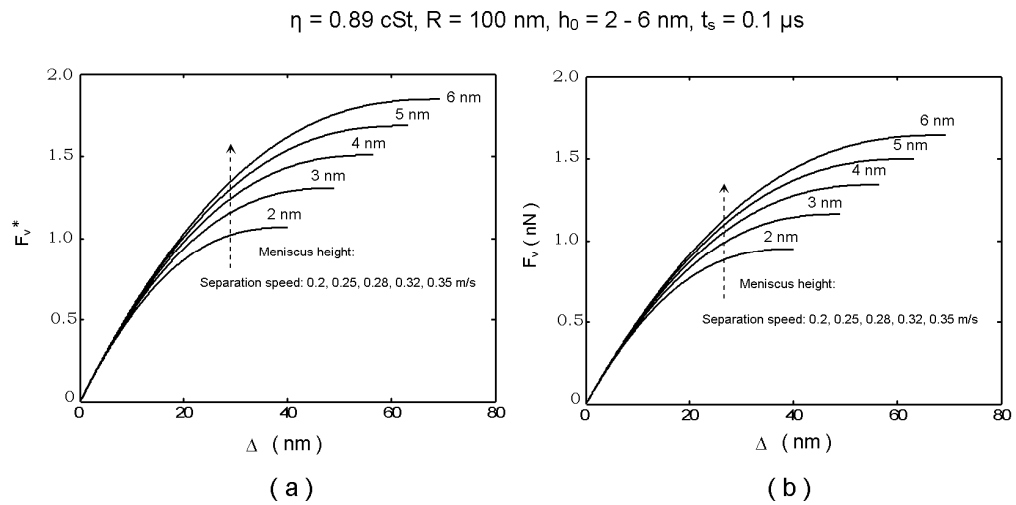 η = 0.89 cSt, R = 100 nm, h₀ = 2 - 6 nm, tₛ = 0.1 µs
2.0
1.5
1.0
0.5
0
0 20 40 60 80
Fᵥ*
6 nm
5 nm
4 nm
3 nm
2 nm
Meniscus height:
Separation speed: 0.2, 0.25, 0.28, 0.32, 0.35 m/s
Δ ( nm )
( a )
2.0
1.5
1.0
0.5
0
0 20 40 60 80
Fᵥ ( nN )
6 nm
5 nm
4 nm
3 nm
2 nm
Meniscus height:
Separation speed: 0.2, 0.25, 0.28, 0.32, 0.35 m/s
Δ ( nm )
( b )